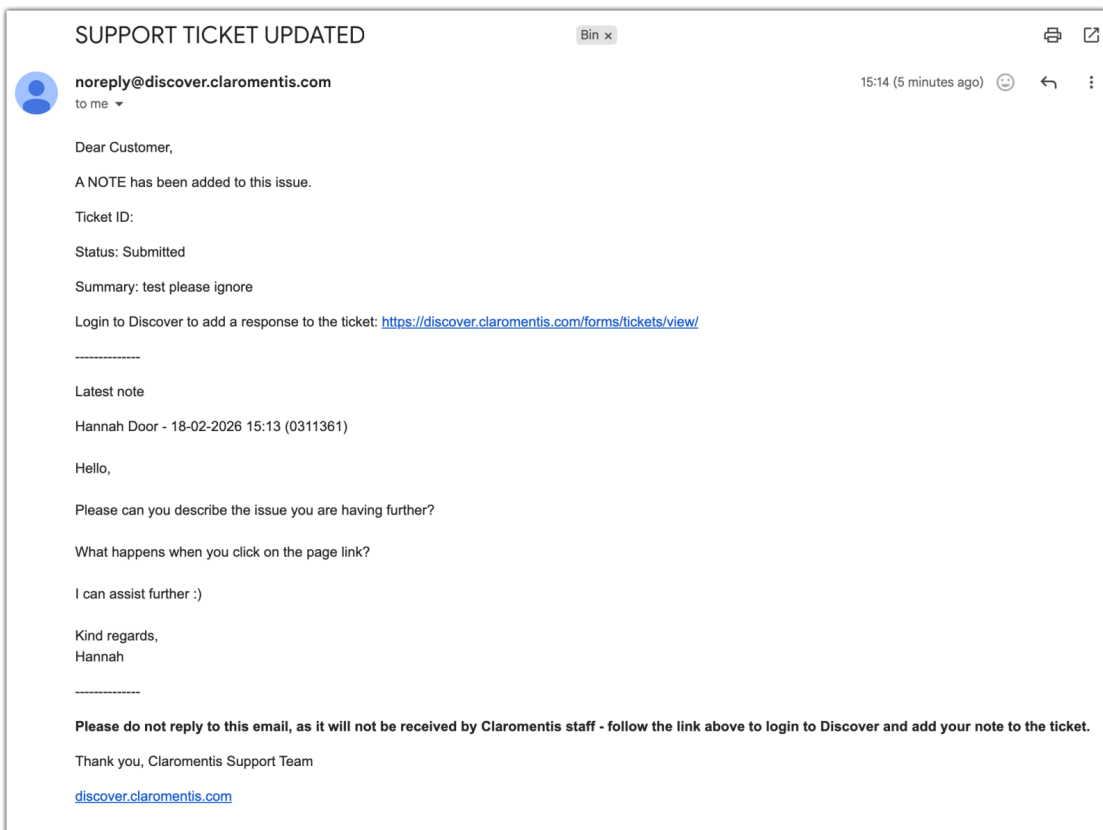 SUPPORT TICKET UPDATED
Bin ×
noreply@discover.claromentis.com
15:14 (5 minutes ago)
to me
Dear Customer,
A NOTE has been added to this issue.
Ticket ID:
Status: Submitted
Summary: test please ignore
Login to Discover to add a response to the ticket: https://discover.claromentis.com/forms/tickets/view/
--------------
Latest note
Hannah Door - 18-02-2026 15:13 (0311361)
Hello,
Please can you describe the issue you are having further?
What happens when you click on the page link?
I can assist further :)
Kind regards,
Hannah
--------------
Please do not reply to this email, as it will not be received by Claromentis staff - follow the link above to login to Discover and add your note to the ticket.
Thank you, Claromentis Support Team
discover.claromentis.com